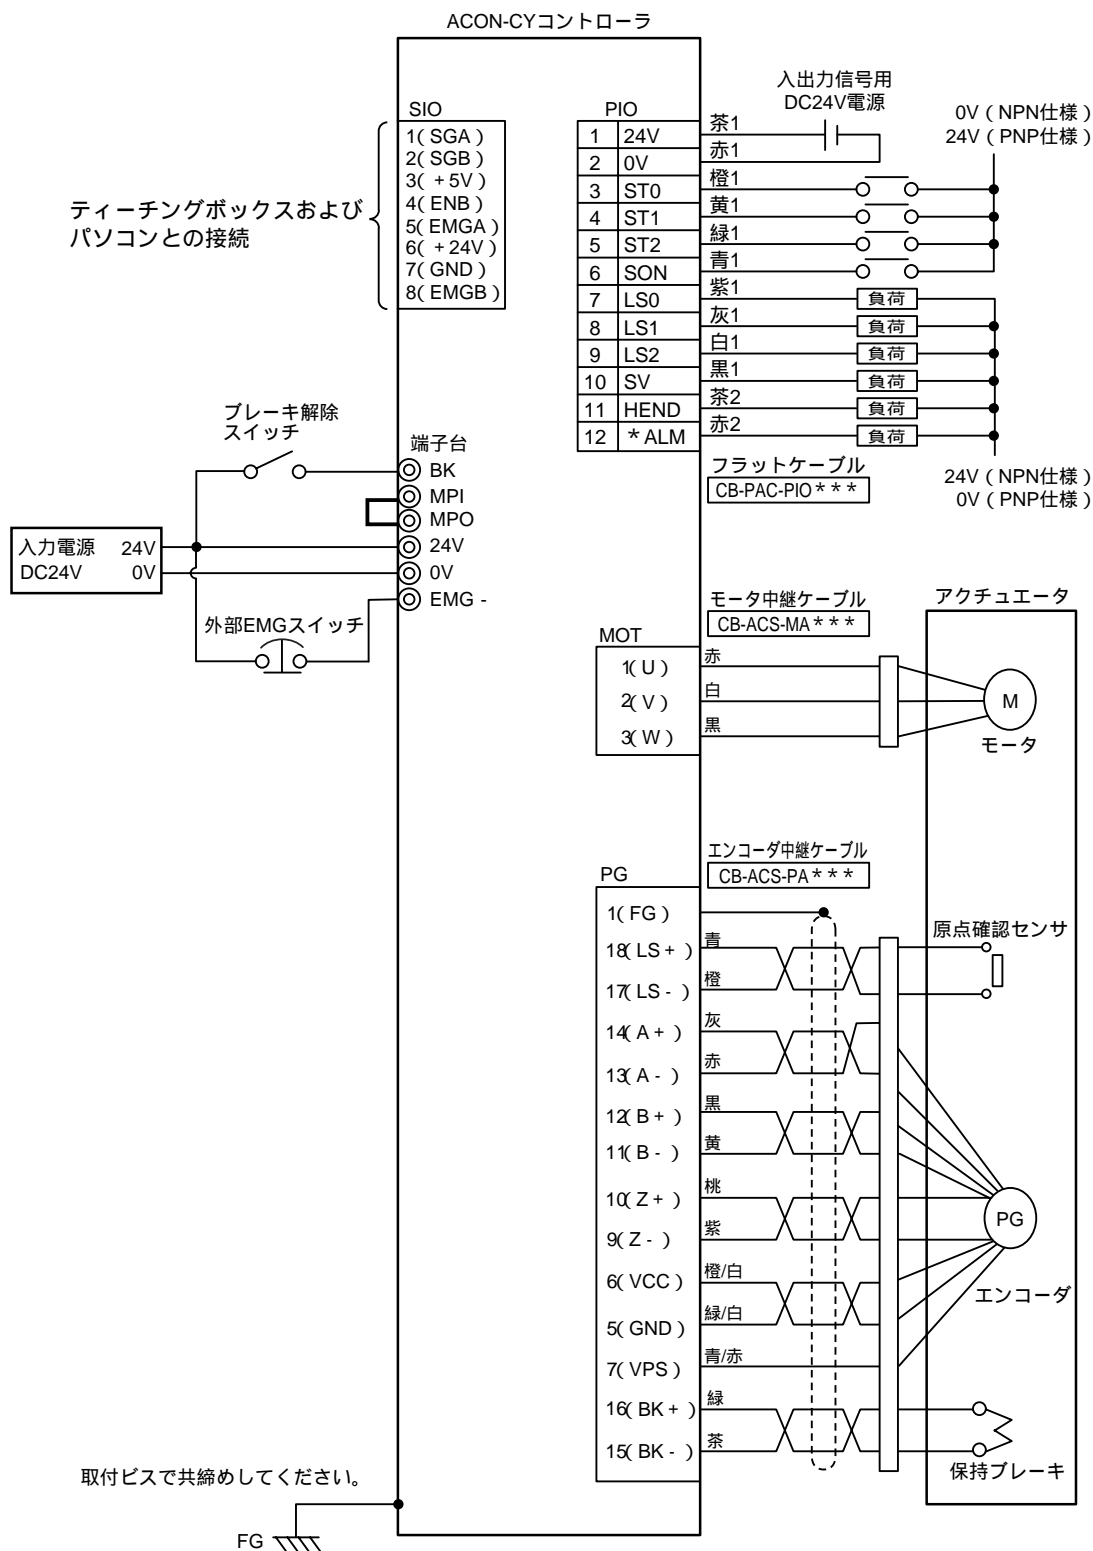 ACON-CYコントローラ
SIO
1( SGA )
2( SGB )
3( +5V )
4( ENB )
5( EMGA )
6( +24V )
7( GND )
8( EMGB )
ティーチングボックスおよび
パソコンとの接続
PIO
1 24V 茶1
2 0V 赤1
3 ST0 橙1
4 ST1 黄1
5 ST2 緑1
6 SON 青1
7 LS0 紫1 負荷
8 LS1 灰1 負荷
9 LS2 白1 負荷
10 SV 黒1 負荷
11 HEND 茶2 負荷
12 *ALM 赤2 負荷
入出力信号用
DC24V電源
0V ( NPN仕様 )
24V ( PNP仕様 )
24V ( NPN仕様 )
0V ( PNP仕様 )
フラットケーブル
CB-PAC-PIO***
ブレーキ解除
スイッチ
端子台
BK
MPI
MPO
24V
0V
EMG -
入力電源 24V
DC24V 0V
外部EMGスイッチ
モータ中継ケーブル
CB-ACS-MA***
アクチュエータ
MOT
1( U ) 赤
2( V ) 白
3( W ) 黒
M
モータ
エンコーダ中継ケーブル
CB-ACS-PA***
PG
1( FG )
18( LS + ) 青
17( LS - ) 橙
14( A + ) 灰
13( A - ) 赤
12( B + ) 黒
11( B - ) 黄
10( Z + ) 桃
9( Z - ) 紫
6( VCC ) 橙/白
5( GND ) 緑/白
7( VPS ) 青/赤
16( BK + ) 緑
15( BK - ) 茶
原点確認センサ
PG
エンコーダ
保持ブレーキ
取付ビスで共締めしてください。
FG